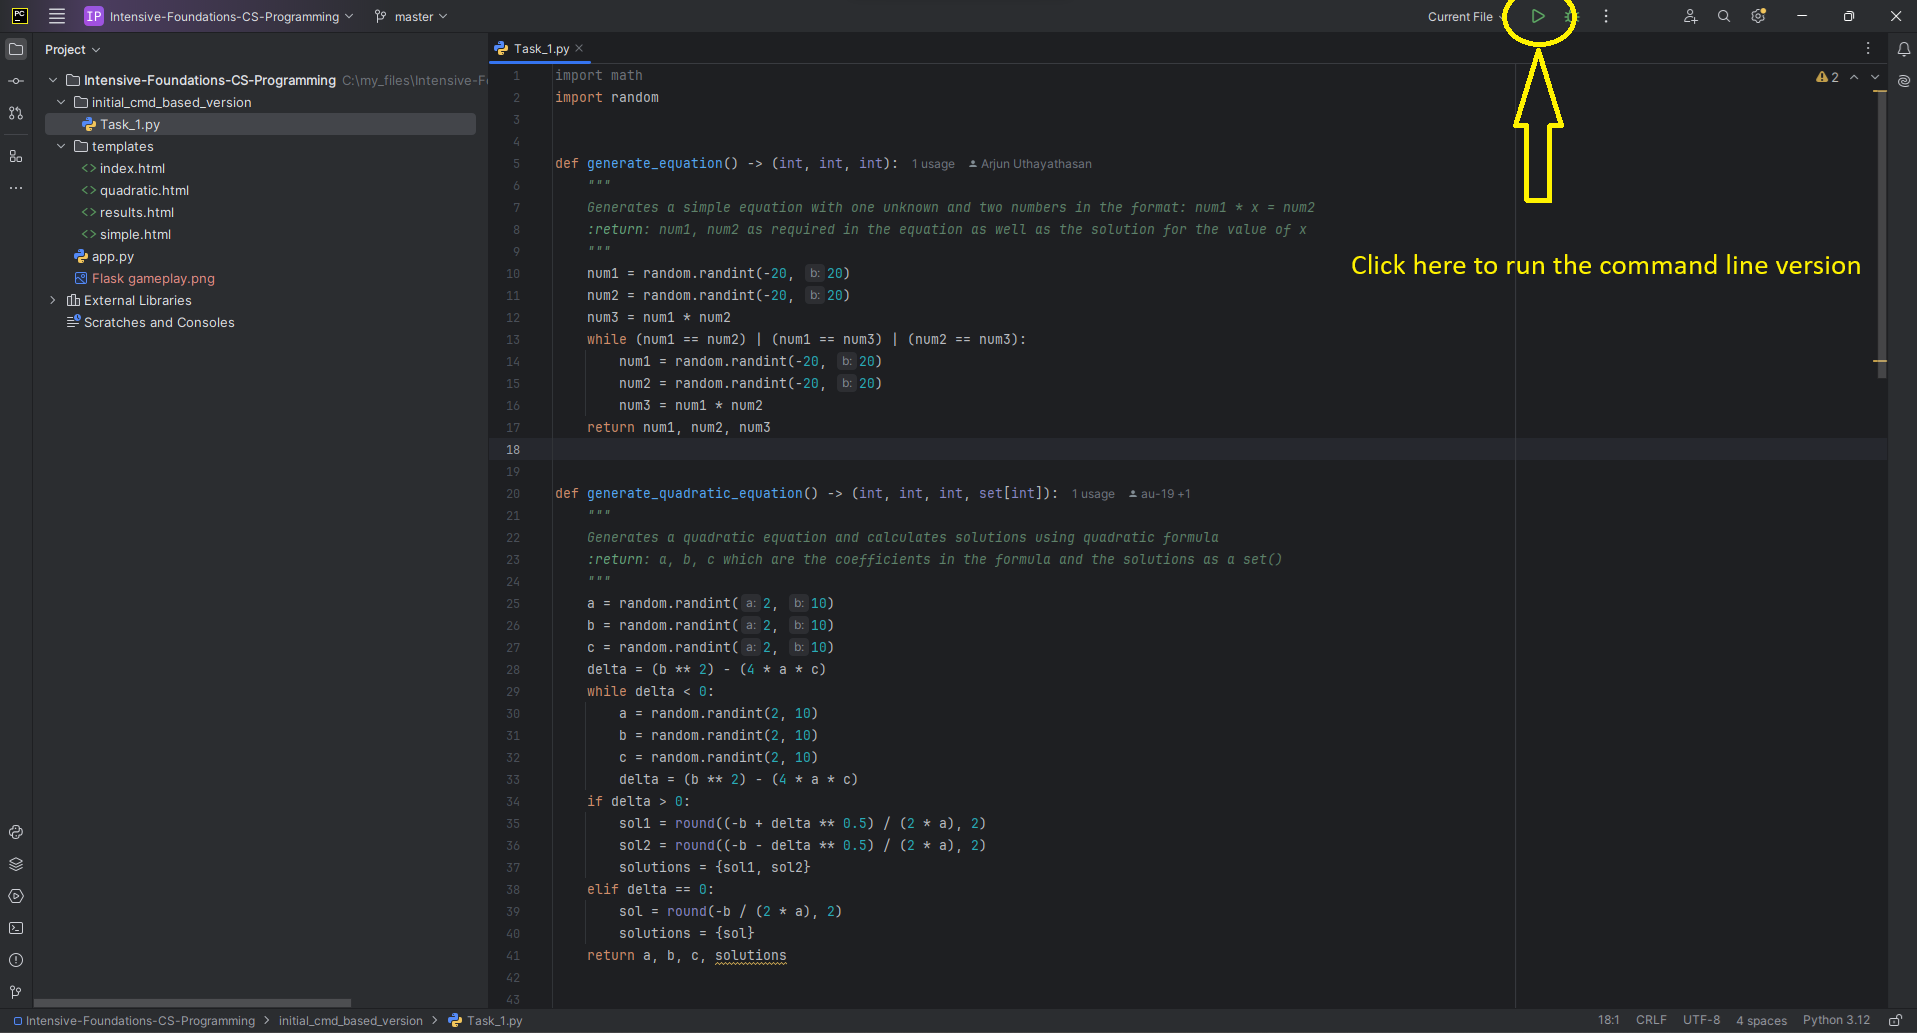 PC IP Intensive-Foundations-CS-Programming master Current File
Project
Task_1.py
Intensive-Foundations-CS-Programming C:\my_files\Intensive-F
initial_cmd_based_version
Task_1.py
templates
index.html
quadratic.html
results.html
simple.html
app.py
Flask gameplay.png
External Libraries
Scratches and Consoles
2
1 import math
2 import random
3
4
5 def generate_equation() -> (int, int, int): 1 usage Arjun Uthayathasan
6 """
7 Generates a simple equation with one unknown and two numbers in the format: num1 * x = num2
8 :return: num1, num2 as required in the equation as well as the solution for the value of x
9 """
10 num1 = random.randint(-20, b: 20)
11 num2 = random.randint(-20, b: 20)
12 num3 = num1 * num2
13 while (num1 == num2) | (num1 == num3) | (num2 == num3):
14 num1 = random.randint(-20, b: 20)
15 num2 = random.randint(-20, b: 20)
16 num3 = num1 * num2
17 return num1, num2, num3
18
19
20 def generate_quadratic_equation() -> (int, int, int, set[int]): 1 usage au-19 +1
21 """
22 Generates a quadratic equation and calculates solutions using quadratic formula
23 :return: a, b, c which are the coefficients in the formula and the solutions as a set()
24 """
25 a = random.randint( a: 2, b: 10)
26 b = random.randint( a: 2, b: 10)
27 c = random.randint( a: 2, b: 10)
28 delta = (b ** 2) - (4 * a * c)
29 while delta < 0:
30 a = random.randint(2, 10)
31 b = random.randint(2, 10)
32 c = random.randint(2, 10)
33 delta = (b ** 2) - (4 * a * c)
34 if delta > 0:
35 sol1 = round((-b + delta ** 0.5) / (2 * a), 2)
36 sol2 = round((-b - delta ** 0.5) / (2 * a), 2)
37 solutions = {sol1, sol2}
38 elif delta == 0:
39 sol = round(-b / (2 * a), 2)
40 solutions = {sol}
41 return a, b, c, solutions
42
43
Click here to run the command line version
Intensive-Foundations-CS-Programming > initial_cmd_based_version > Task_1.py 18:1 CRLF UTF-8 4 spaces Python 3.12